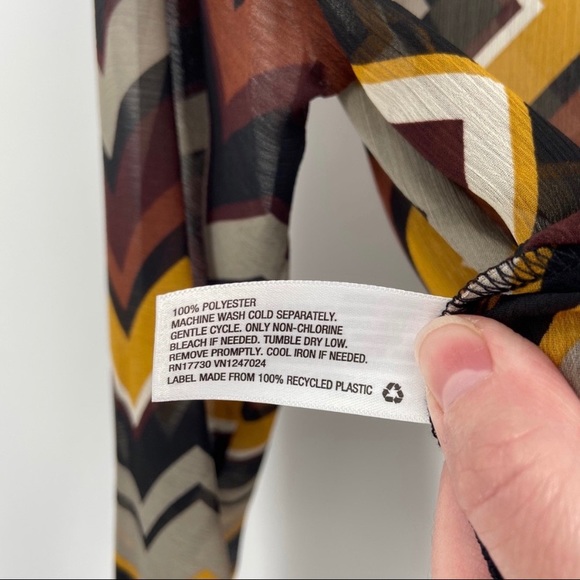 100% POLYESTER
MACHINE WASH COLD SEPARATELY.
GENTLE CYCLE. ONLY NON-CHLORINE
BLEACH IF NEEDED. TUMBLE DRY LOW.
REMOVE PROMPTLY. COOL IRON IF NEEDED.
RN17730 VN1247024
LABEL MADE FROM 100% RECYCLED PLASTIC